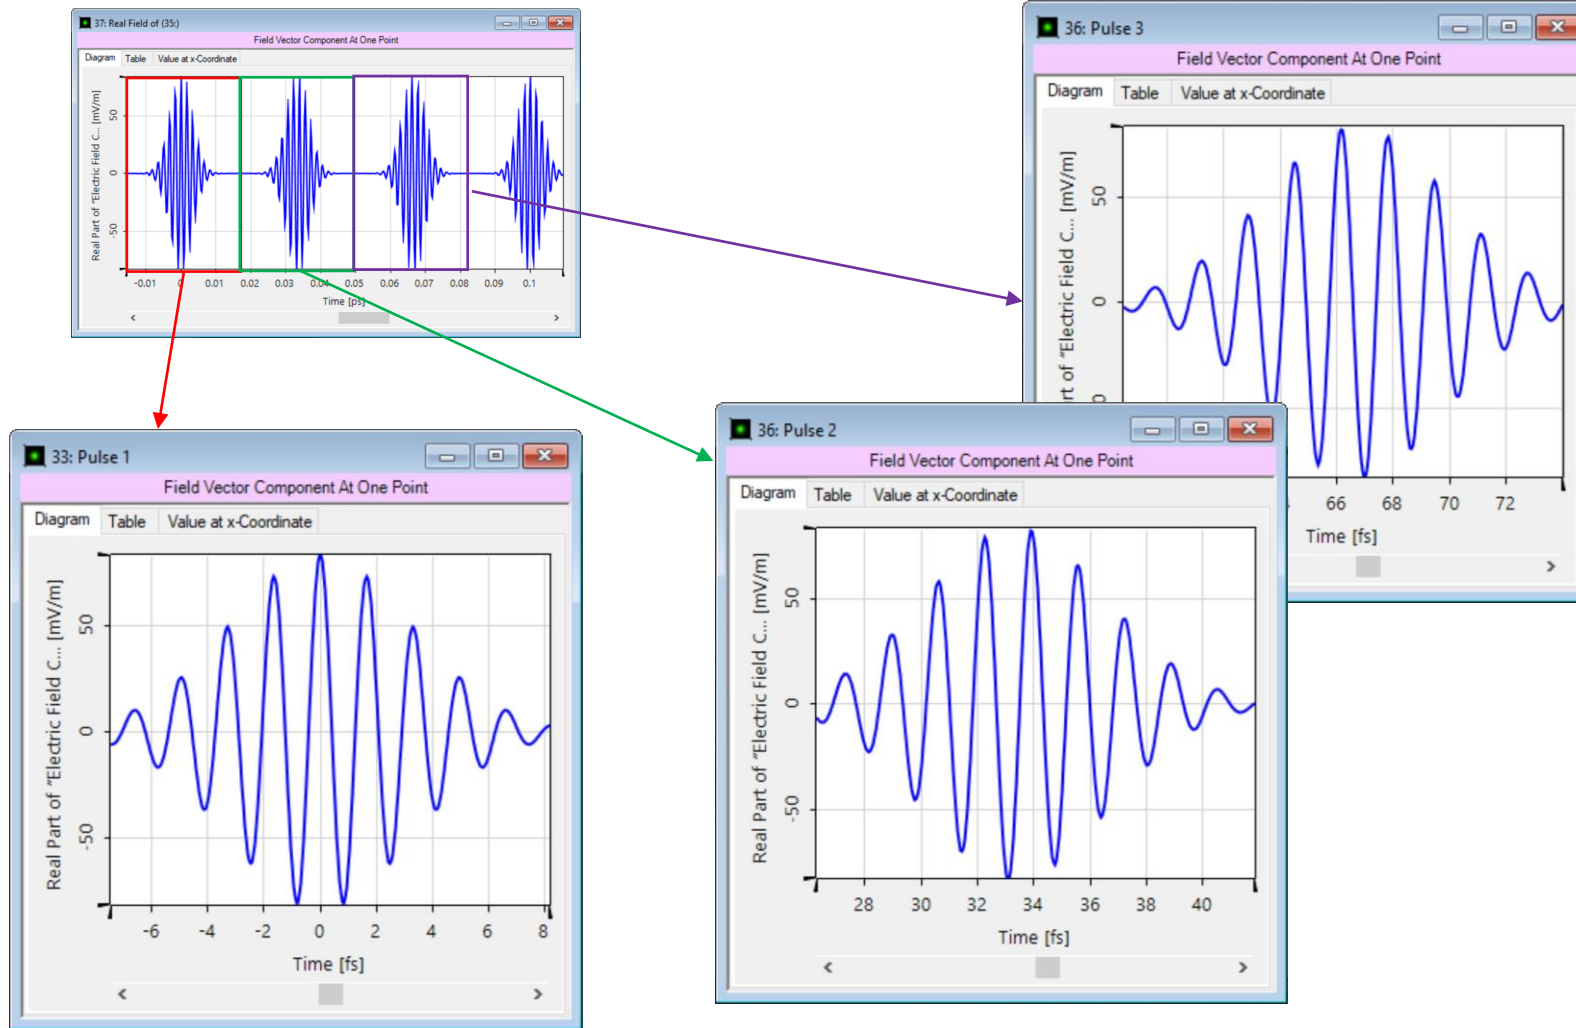 37: Real Field of (35:)
Field Vector Component At One Point
Diagram Table Value at x-Coordinate
Real Part of "Electric Field C... [mV/m]
50
0
-50
-0.01 0 0.01 0.02 0.03 0.04 0.05 0.06 0.07 0.08 0.09 0.1
Time [ps]
36: Pulse 3
Field Vector Component At One Point
Diagram Table Value at x-Coordinate
art of "Electric Field C... [mV/m]
50
0
66 68 70 72
Time [fs]
36: Pulse 2
Field Vector Component At One Point
Diagram Table Value at x-Coordinate
Real Part of "Electric Field C... [mV/m]
50
0
-50
28 30 32 34 36 38 40
Time [fs]
33: Pulse 1
Field Vector Component At One Point
Diagram Table Value at x-Coordinate
Real Part of "Electric Field C... [mV/m]
50
0
-50
-6 -4 -2 0 2 4 6 8
Time [fs]